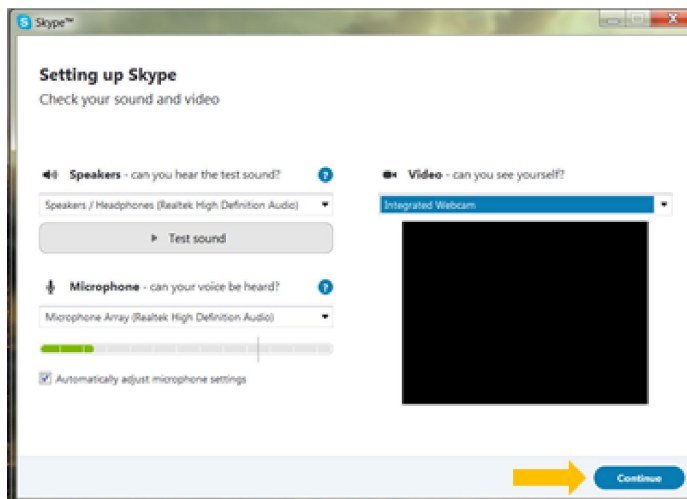 Skype™
Setting up Skype
Check your sound and video
Speakers - can you hear the test sound?
Speakers / Headphones (Realtek High Definition Audio)
Test sound
Microphone - can your voice be heard?
Microphone Array (Realtek High Definition Audio)
Automatically adjust microphone settings
Video - can you see yourself?
Integrated Webcam
Continue